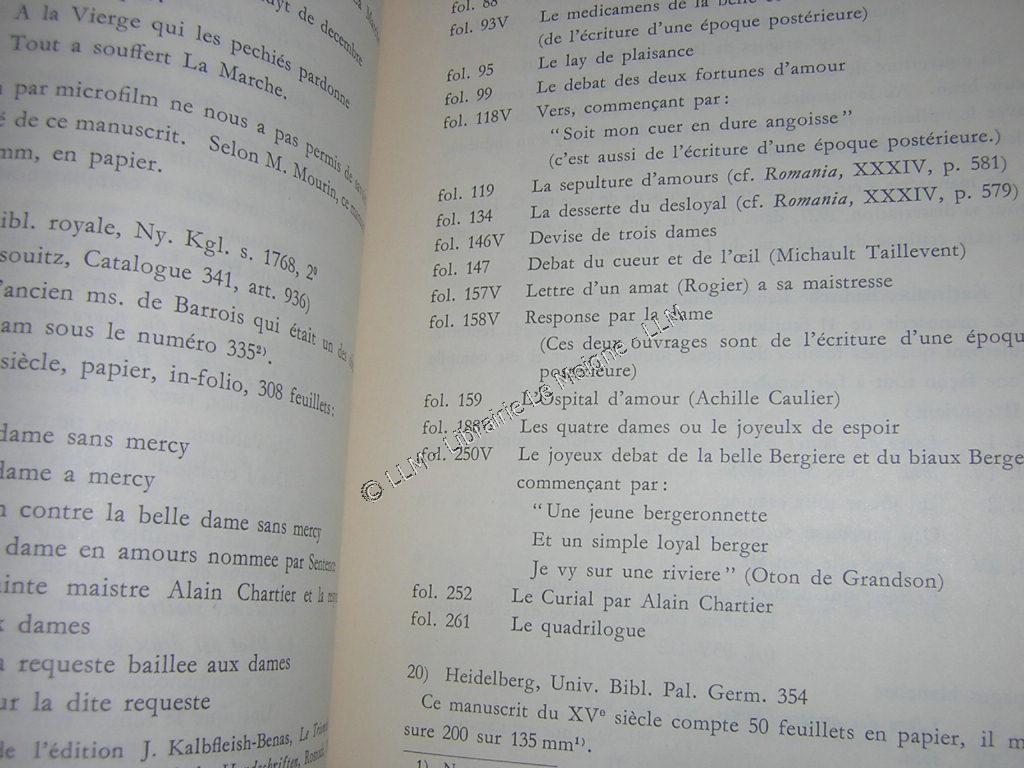 A la Vierge qui les pechiés pardonne
Tout a souffert La Marche.
par microfilm ne nous a pas permis de
de ce manuscrit. Selon M. Mourin, ce
mm, en papier.
ibl. royale, Ny. Kgl. s. 1768, 2º
souitz, Catalogue 341, art. 936)
'ancien ms. de Barrois qui était un des
am sous le numéro 335²⁾.
siècle, papier, in-folio, 308 feuillets:
dame sans mercy
dame a mercy
contre la belle dame sans mercy
dame en amours nommee par
maistre Alain Chartier et la
dames
requeste baillee aux dames
ur la dite requeste
de l'édition J. Kalbfleish-Benas, Le
fol. 88
fol. 93V Le medicamens de la belle
(de l'écriture d'une époque postérieure)
fol. 95 Le lay de plaisance
fol. 99 Le debat des deux fortunes d'amour
fol. 118V Vers, commençant par:
"Soit mon cuer en dure angoisse"
(c'est aussi de l'écriture d'une époque postérieure.)
fol. 119 La sepulture d'amours (cf. Romania, XXXIV, p. 581)
fol. 134 La desserte du desloyal (cf. Romania, XXXIV, p. 579)
fol. 146V Devise de trois dames
fol. 147 Debat du cueur et de l'œil (Michault Taillevent)
fol. 157V Lettre d'un amat (Rogier) a sa maistresse
fol. 158V Response par la dame
(Ces deux ouvrages sont de l'écriture d'une époqu
posterieure)
fol. 159 L'ospital d'amour (Achille Caulier)
fol. Les quatre dames ou le joyeulx de espoir
fol. 250V Le joyeux debat de la belle Bergiere et du biaux Berge
commençant par:
"Une jeune bergeronnette
Et un simple loyal berger
Je vy sur une riviere" (Oton de Grandson)
fol. 252 Le Curial par Alain Chartier
fol. 261 Le quadrilogue
20) Heidelberg, Univ. Bibl. Pal. Germ. 354
Ce manuscrit du XVᵉ siècle compte 50 feuillets en papier, il m
sure 200 sur 135 mm¹⁾.
© LLM - Librairie Le Moigne - LLM